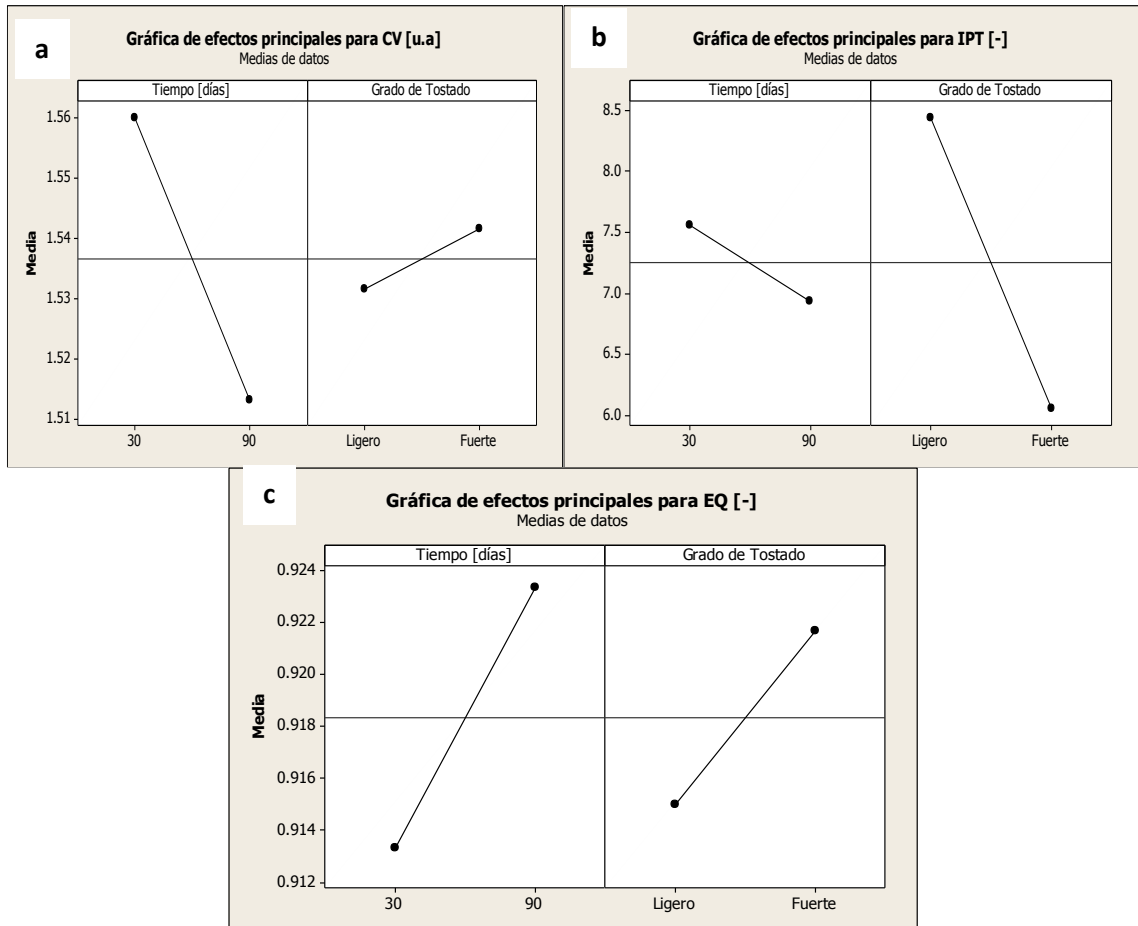 a
Gráfica de efectos principales para CV [u.a]
Medias de datos
Tiempo [días]
Grado de Tostado
Media
1.56
1.55
1.54
1.53
1.52
1.51
30
90
Ligero
Fuerte
b
Gráfica de efectos principales para IPT [-]
Medias de datos
Tiempo [días]
Grado de Tostado
Media
8.5
8.0
7.5
7.0
6.5
6.0
30
90
Ligero
Fuerte
c
Gráfica de efectos principales para EQ [-]
Medias de datos
Tiempo [días]
Grado de Tostado
Media
0.924
0.922
0.920
0.918
0.916
0.914
0.912
30
90
Ligero
Fuerte